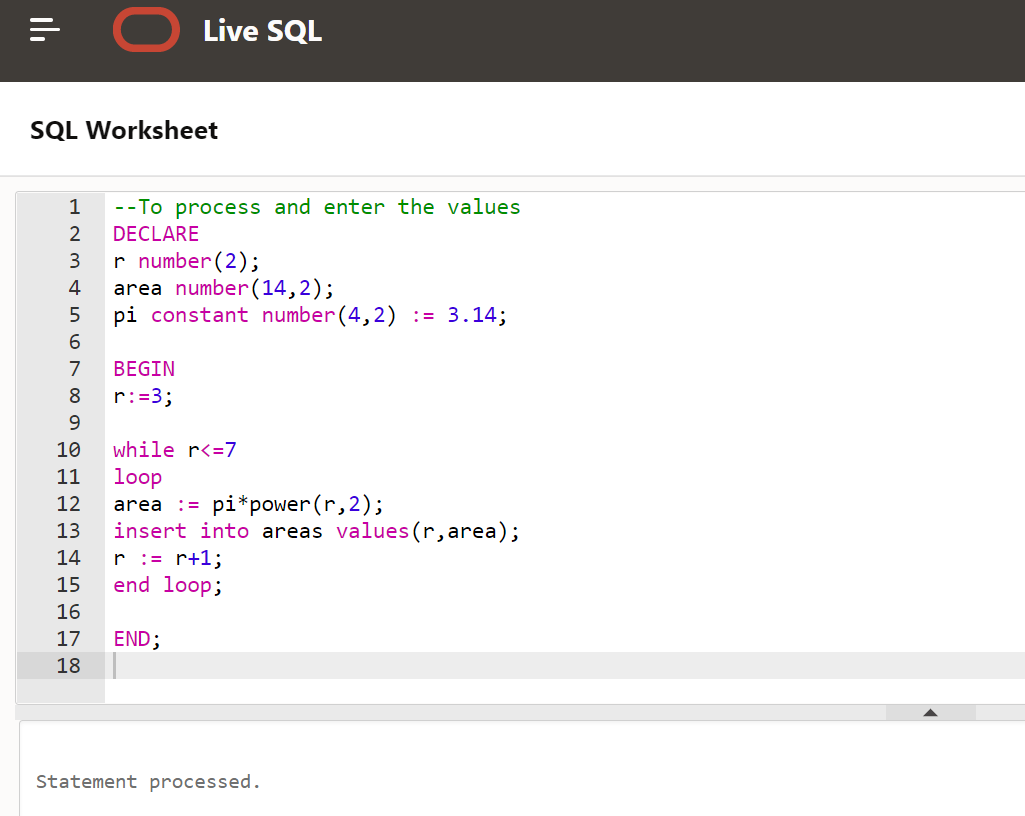 Live SQL
SQL Worksheet
1 --To process and enter the values
2 DECLARE
3 r number(2);
4 area number(14,2);
5 pi constant number(4,2) := 3.14;
6
7 BEGIN
8 r:=3;
9
10 while r<=7
11 loop
12 area := pi*power(r,2);
13 insert into areas values(r,area);
14 r := r+1;
15 end loop;
16
17 END;
18
Statement processed.